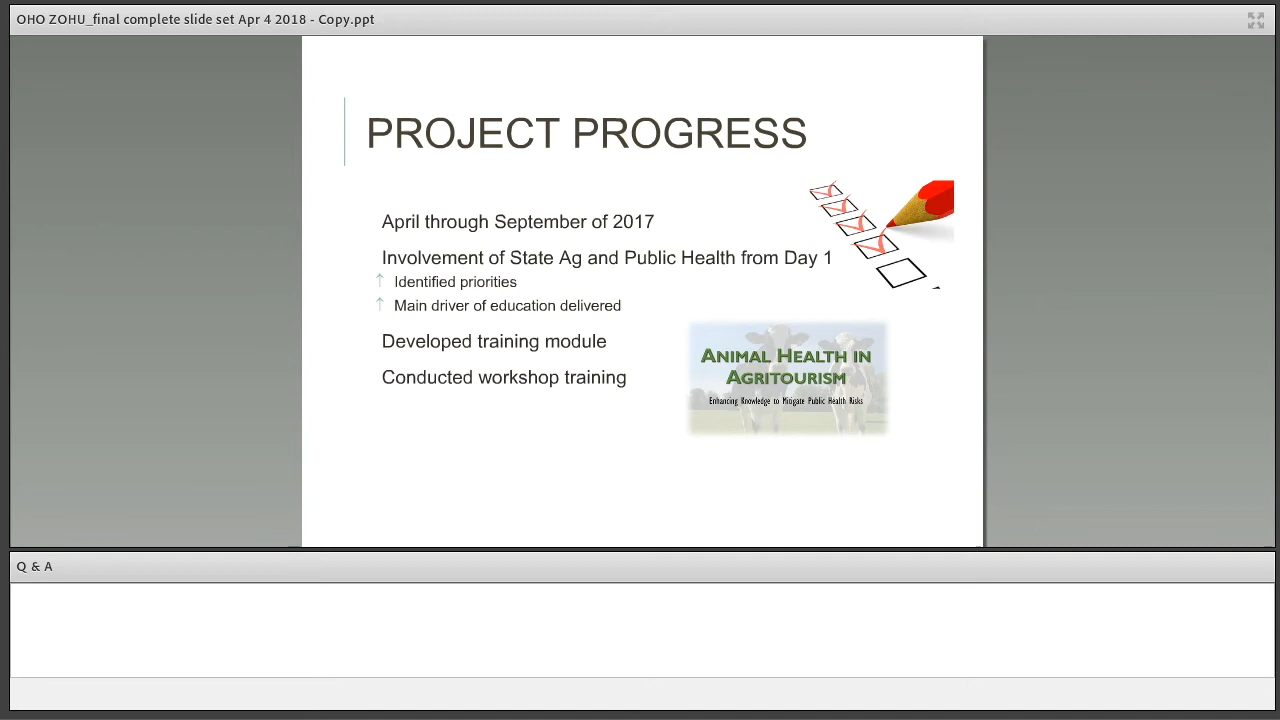 OHO ZOHU_final complete slide set Apr 4 2018 - Copy.ppt
PROJECT PROGRESS
April through September of 2017
Involvement of State Ag and Public Health from Day 1
↑ Identified priorities
↑ Main driver of education delivered
Developed training module
Conducted workshop training
ANIMAL HEALTH IN
AGRITOURISM
Enhancing Knowledge to Mitigate Public Health Risks
Q & A